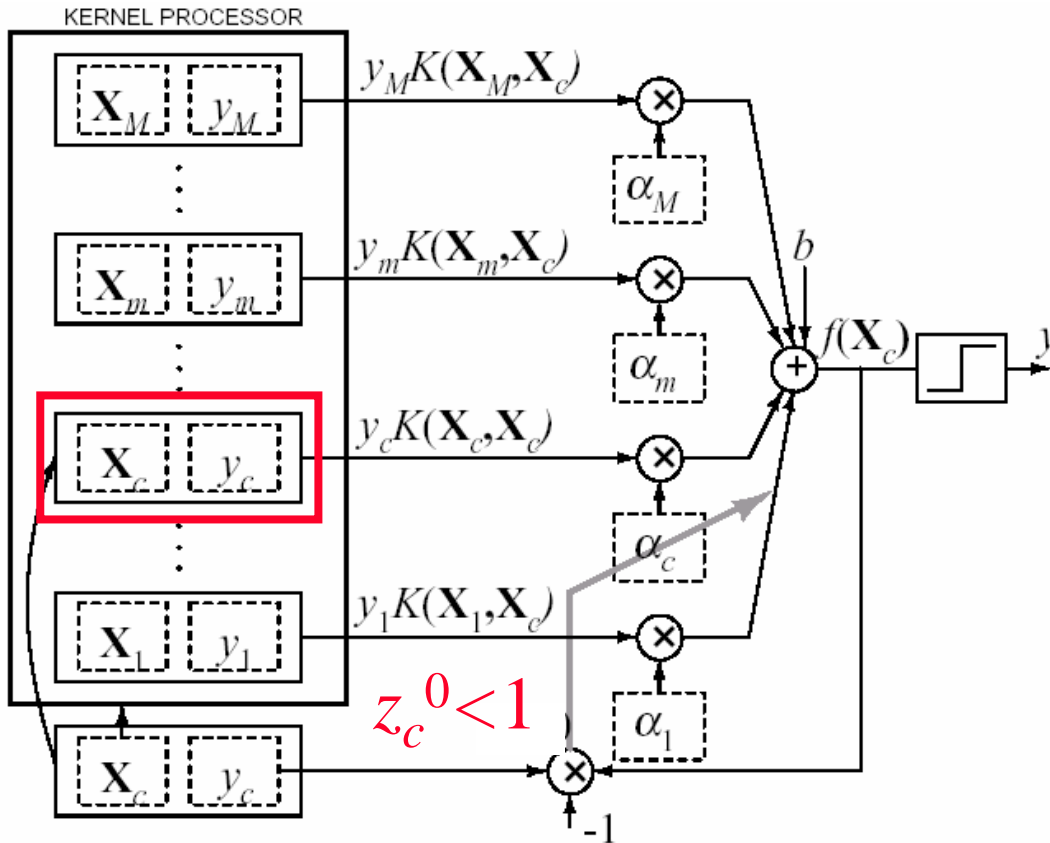 KERNEL PROCESSOR
X_M y_M
y_M K(X_M, X_c)
×
α_M
X_m y_m
y_m K(X_m, X_c)
×
α_m
b
+
f(X_c)
y
X_c y_c
y_c K(X_c, X_c)
×
α_c
X_1 y_1
y_1 K(X_1, X_c)
×
α_1
z_c^0 < 1
X_c y_c
×
-1